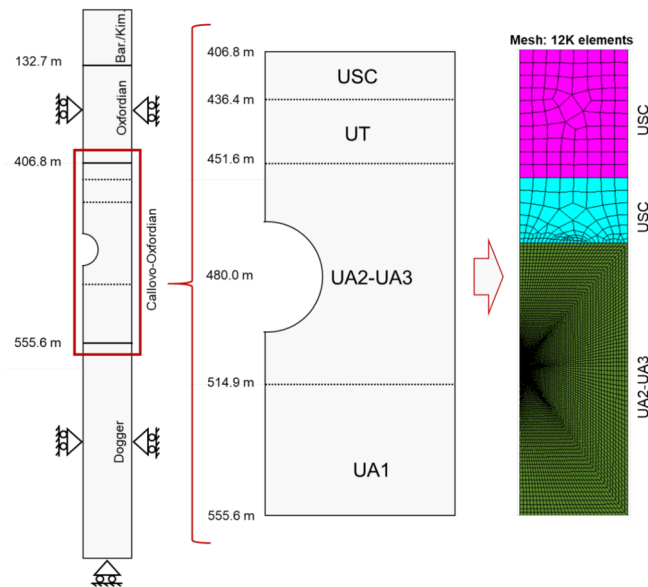 Bar./Kim.
132.7 m
Oxfordian
406.8 m
Callovo-Oxfordian
555.6 m
Dogger
406.8 m
USC
436.4 m
UT
451.6 m
480.0 m
UA2-UA3
514.9 m
UA1
555.6 m
Mesh: 12K elements
USC
USC
UA2-UA3